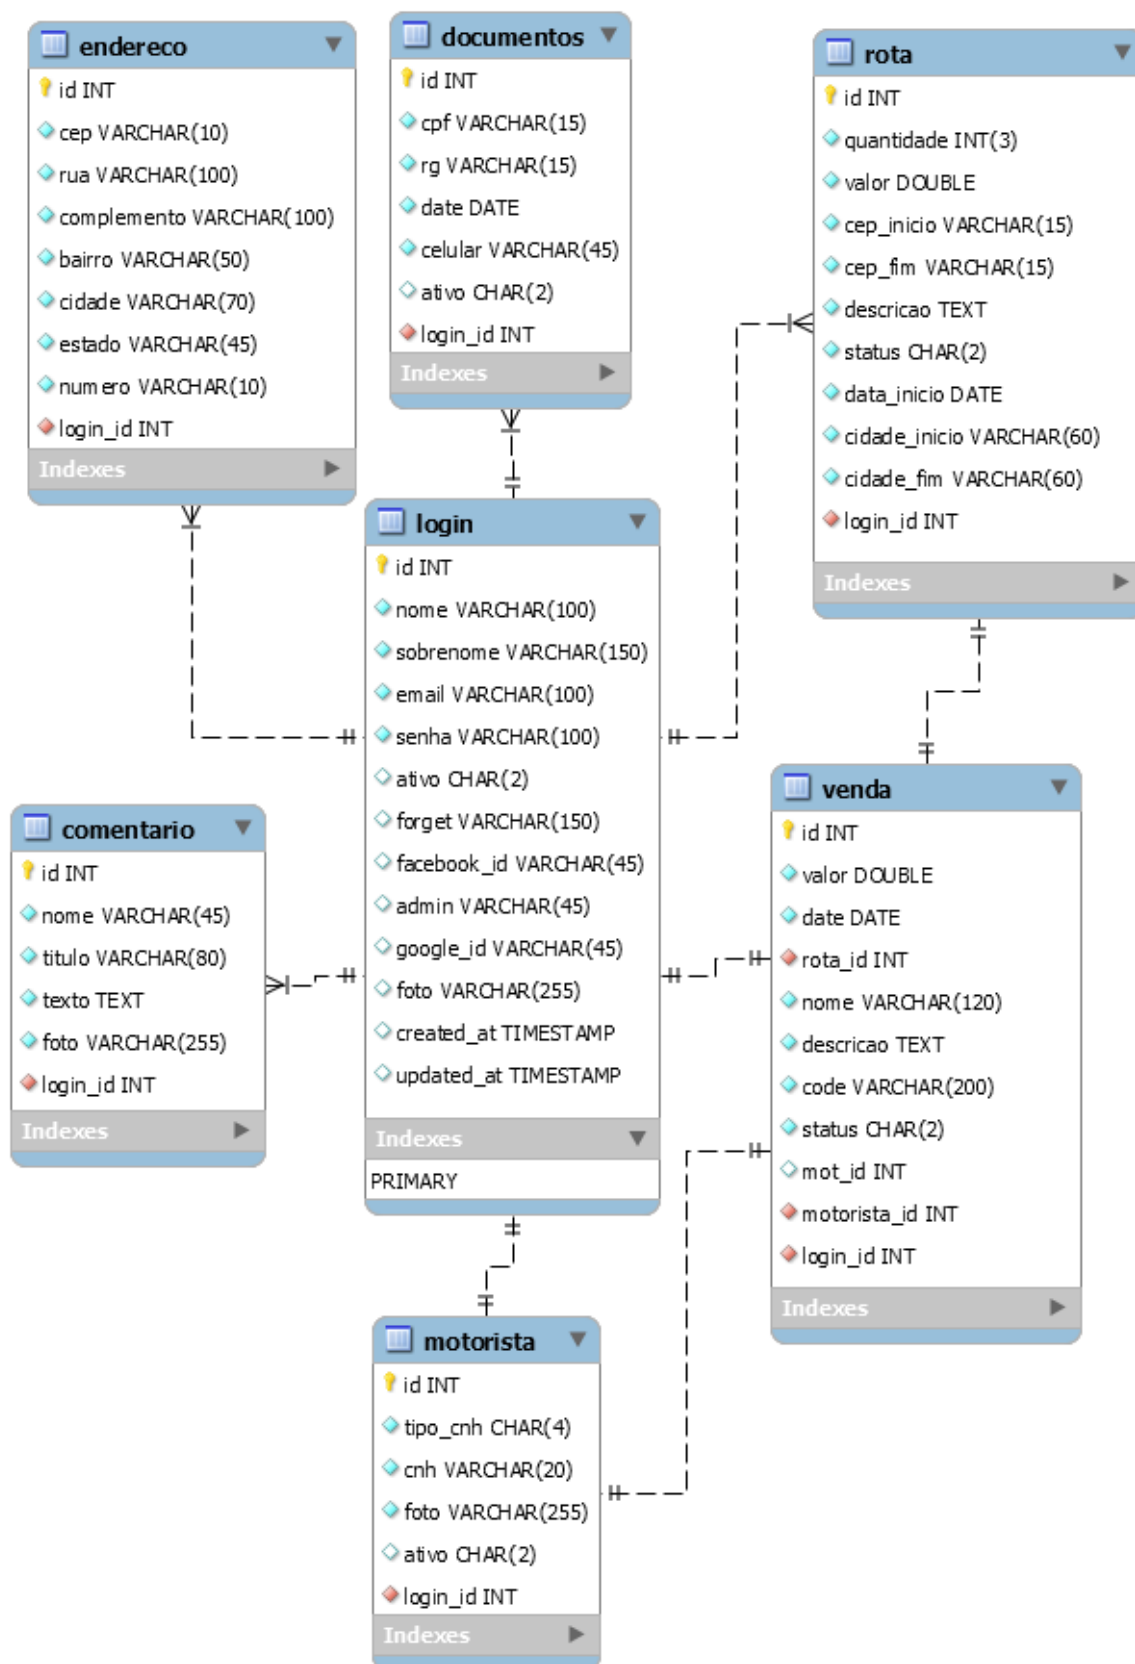 endereco
id INT
cep VARCHAR(10)
rua VARCHAR(100)
complemento VARCHAR(100)
bairro VARCHAR(50)
cidade VARCHAR(70)
estado VARCHAR(45)
numero VARCHAR(10)
login_id INT
Indexes
documentos
id INT
cpf VARCHAR(15)
rg VARCHAR(15)
date DATE
celular VARCHAR(45)
ativo CHAR(2)
login_id INT
Indexes
rota
id INT
quantidade INT(3)
valor DOUBLE
cep_inicio VARCHAR(15)
cep_fim VARCHAR(15)
descricao TEXT
status CHAR(2)
data_inicio DATE
cidade_inicio VARCHAR(60)
cidade_fim VARCHAR(60)
login_id INT
Indexes
login
id INT
nome VARCHAR(100)
sobrenome VARCHAR(150)
email VARCHAR(100)
senha VARCHAR(100)
ativo CHAR(2)
forget VARCHAR(150)
facebook_id VARCHAR(45)
admin VARCHAR(45)
google_id VARCHAR(45)
foto VARCHAR(255)
created_at TIMESTAMP
updated_at TIMESTAMP
Indexes
PRIMARY
comentario
id INT
nome VARCHAR(45)
titulo VARCHAR(80)
texto TEXT
foto VARCHAR(255)
login_id INT
Indexes
venda
id INT
valor DOUBLE
date DATE
rota_id INT
nome VARCHAR(120)
descricao TEXT
code VARCHAR(200)
status CHAR(2)
mot_id INT
motorista_id INT
login_id INT
Indexes
motorista
id INT
tipo_cnh CHAR(4)
cnh VARCHAR(20)
foto VARCHAR(255)
ativo CHAR(2)
login_id INT
Indexes